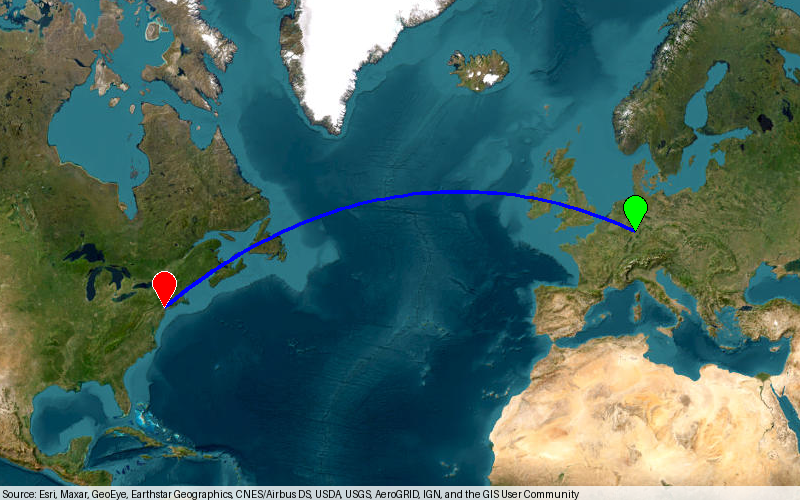 Source: Esri, Maxar, GeoEye, Earthstar Geographics, CNES/Airbus DS, USDA, USGS, AeroGRID, IGN, and the GIS User Community